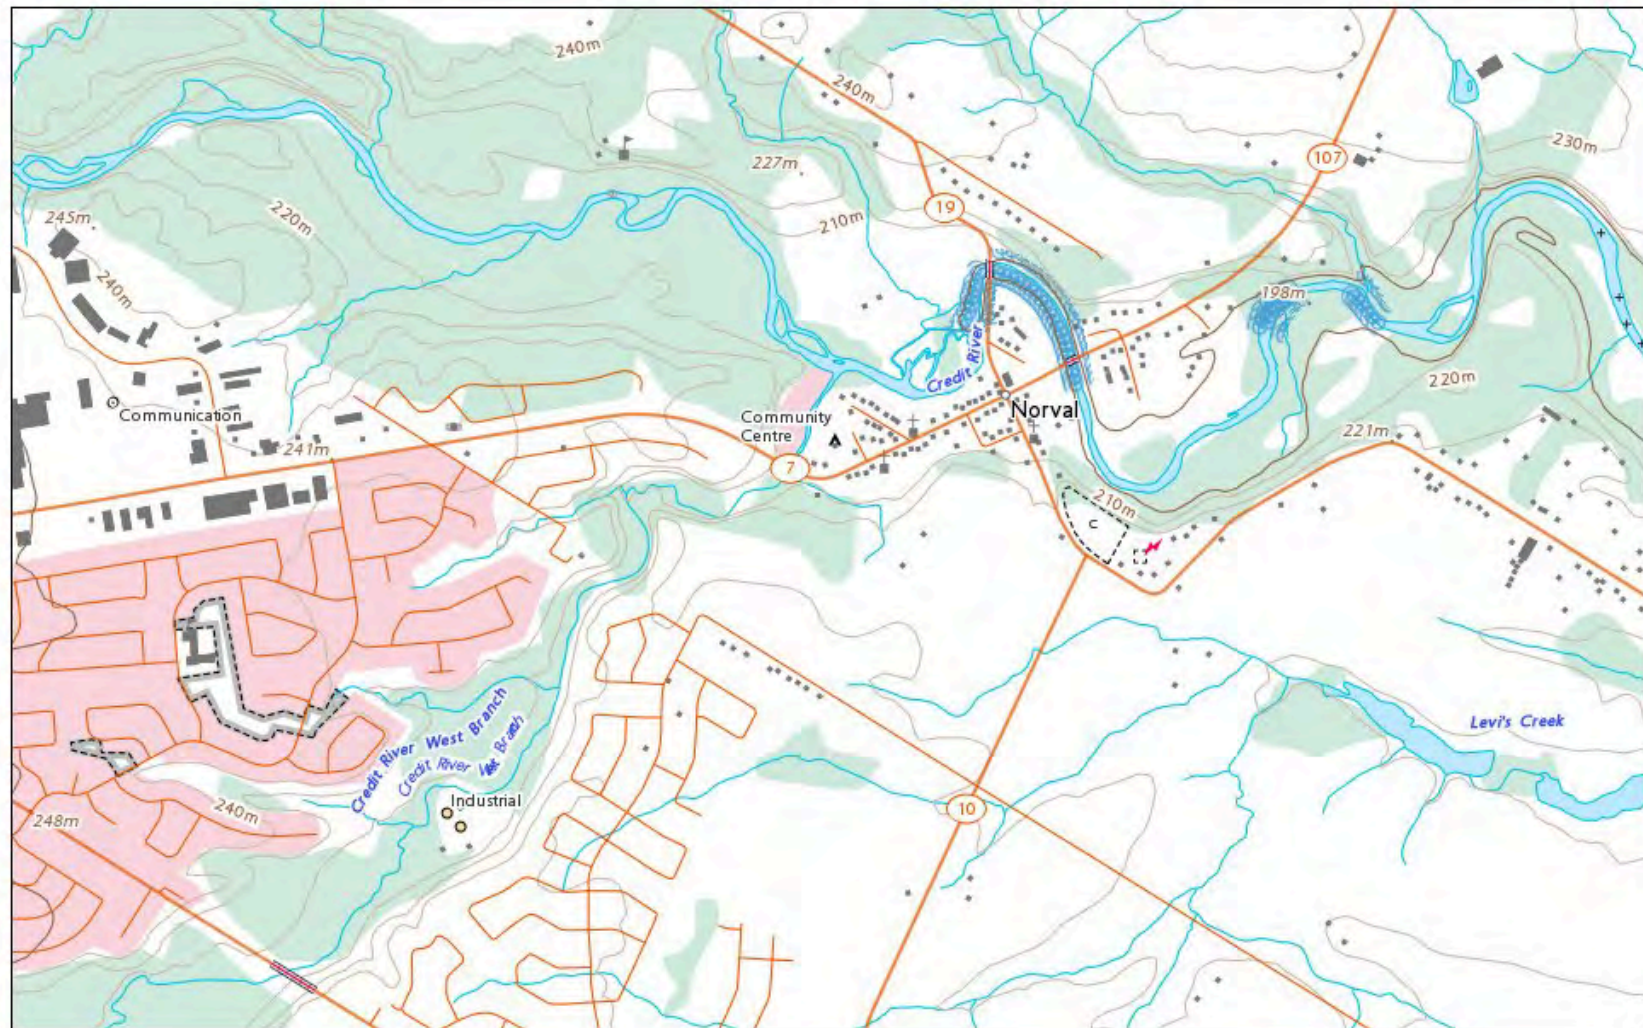 240m
240m
107
230m
227m
245m
220m
19
210m
240m
198m
Credit River
220m
Communication
Community
Centre
Norval
241m
7
221m
210m
C
Levi's Creek
Credit River West Branch
Credit River West Branch
Industrial
240m
248m
10